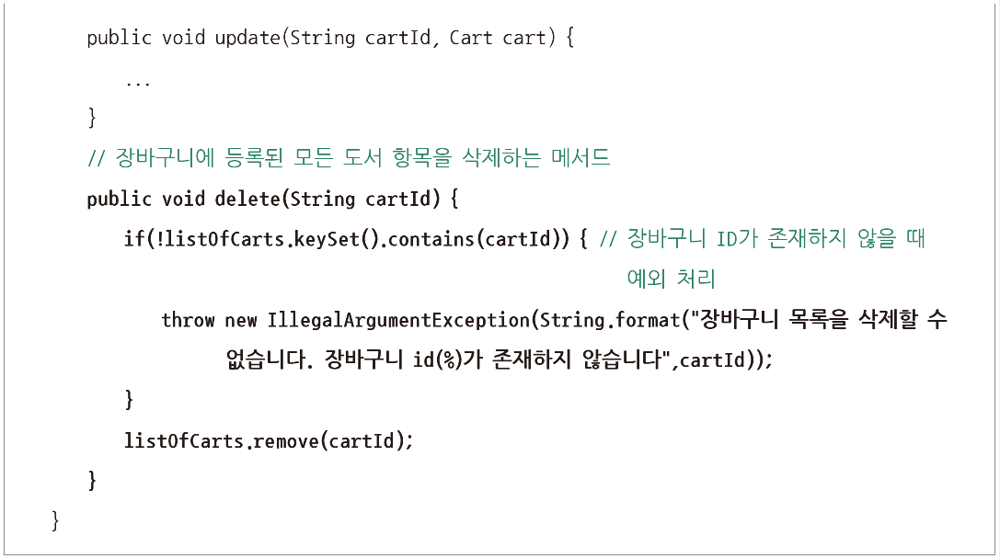 public void update(String cartId, Cart cart) {
...
}
// 장바구니에 등록된 모든 도서 항목을 삭제하는 메서드
public void delete(String cartId) {
if(!listOfCarts.keySet().contains(cartId)) { // 장바구니 ID가 존재하지 않을 때
예외 처리
throw new IllegalArgumentException(String.format("장바구니 목록을 삭제할 수
없습니다. 장바구니 id(%)가 존재하지 않습니다",cartId));
}
listOfCarts.remove(cartId);
}
}